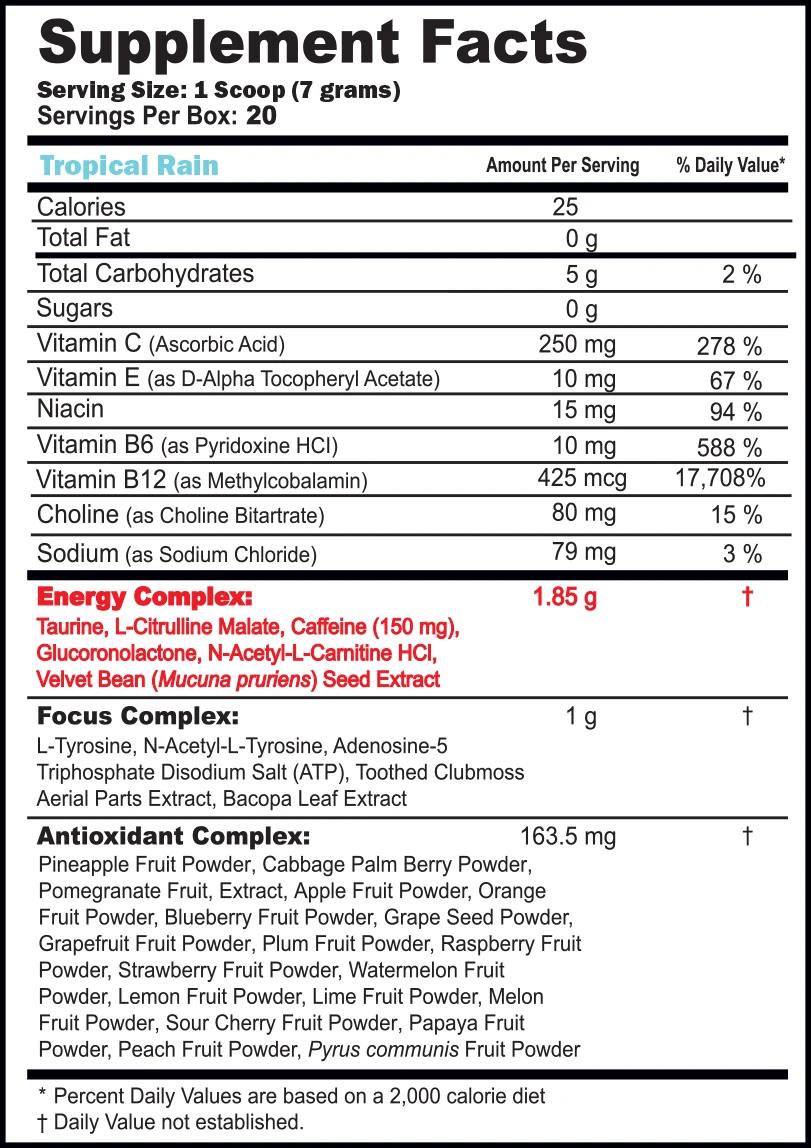 Supplement Facts
Serving Size: 1 Scoop (7 grams)
Servings Per Box: 20
Tropical Rain Amount Per Serving % Daily Value*
Calories 25
Total Fat 0 g
Total Carbohydrates 5 g 2 %
Sugars 0 g
Vitamin C (Ascorbic Acid) 250 mg 278 %
Vitamin E (as D-Alpha Tocopheryl Acetate) 10 mg 67 %
Niacin 15 mg 94 %
Vitamin B6 (as Pyridoxine HCl) 10 mg 588 %
Vitamin B12 (as Methylcobalamin) 425 mcg 17,708%
Choline (as Choline Bitartrate) 80 mg 15 %
Sodium (as Sodium Chloride) 79 mg 3 %
Energy Complex: 1.85 g †
Taurine, L-Citrulline Malate, Caffeine (150 mg),
Glucoronolactone, N-Acetyl-L-Carnitine HCl,
Velvet Bean (Mucuna pruriens) Seed Extract
Focus Complex: 1 g †
L-Tyrosine, N-Acetyl-L-Tyrosine, Adenosine-5
Triphosphate Disodium Salt (ATP), Toothed Clubmoss
Aerial Parts Extract, Bacopa Leaf Extract
Antioxidant Complex: 163.5 mg †
Pineapple Fruit Powder, Cabbage Palm Berry Powder,
Pomegranate Fruit, Extract, Apple Fruit Powder, Orange
Fruit Powder, Blueberry Fruit Powder, Grape Seed Powder,
Grapefruit Fruit Powder, Plum Fruit Powder, Raspberry Fruit
Powder, Strawberry Fruit Powder, Watermelon Fruit
Powder, Lemon Fruit Powder, Lime Fruit Powder, Melon
Fruit Powder, Sour Cherry Fruit Powder, Papaya Fruit
Powder, Peach Fruit Powder, Pyrus communis Fruit Powder
* Percent Daily Values are based on a 2,000 calorie diet
† Daily Value not established.